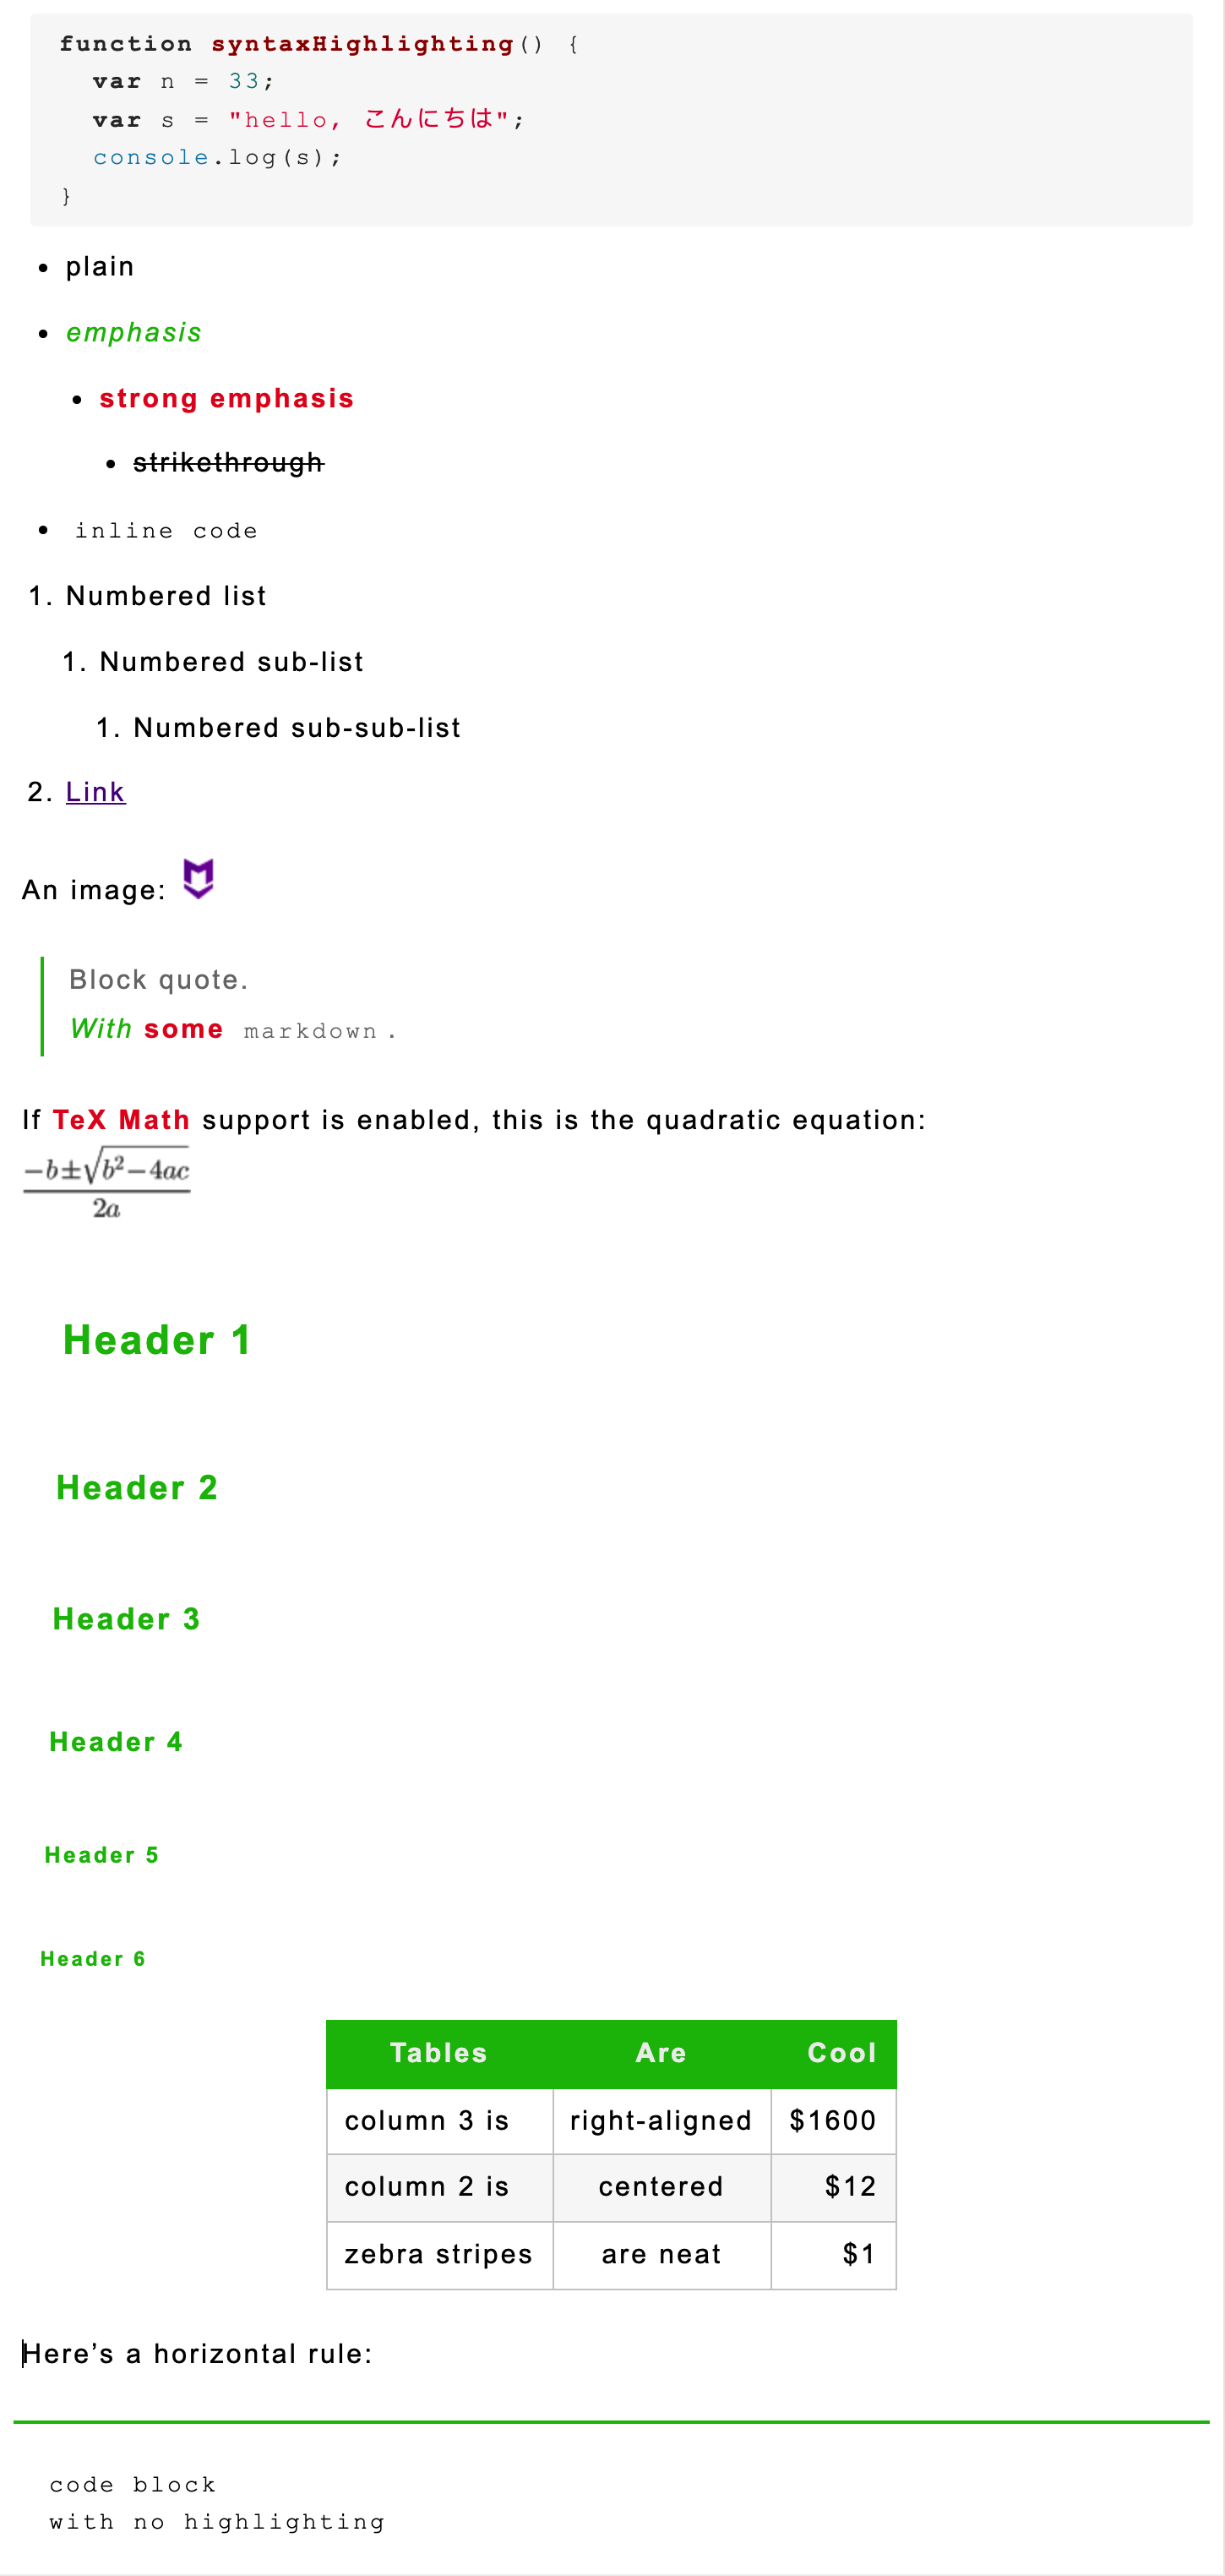 function syntaxHighlighting() {
  var n = 33;
  var s = "hello, こんにちは";
  console.log(s);
}
• plain
• emphasis
• strong emphasis
• strikethrough
• inline code
1. Numbered list
1. Numbered sub-list
1. Numbered sub-sub-list
2. Link
An image:
Block quote.
With some markdown.
If TeX Math support is enabled, this is the quadratic equation:
−b±√b²−4ac
2a
Header 1
Header 2
Header 3
Header 4
Header 5
Header 6
Tables Are Cool
column 3 is right-aligned $1600
column 2 is centered $12
zebra stripes are neat $1
Here’s a horizontal rule:
code block
with no highlighting